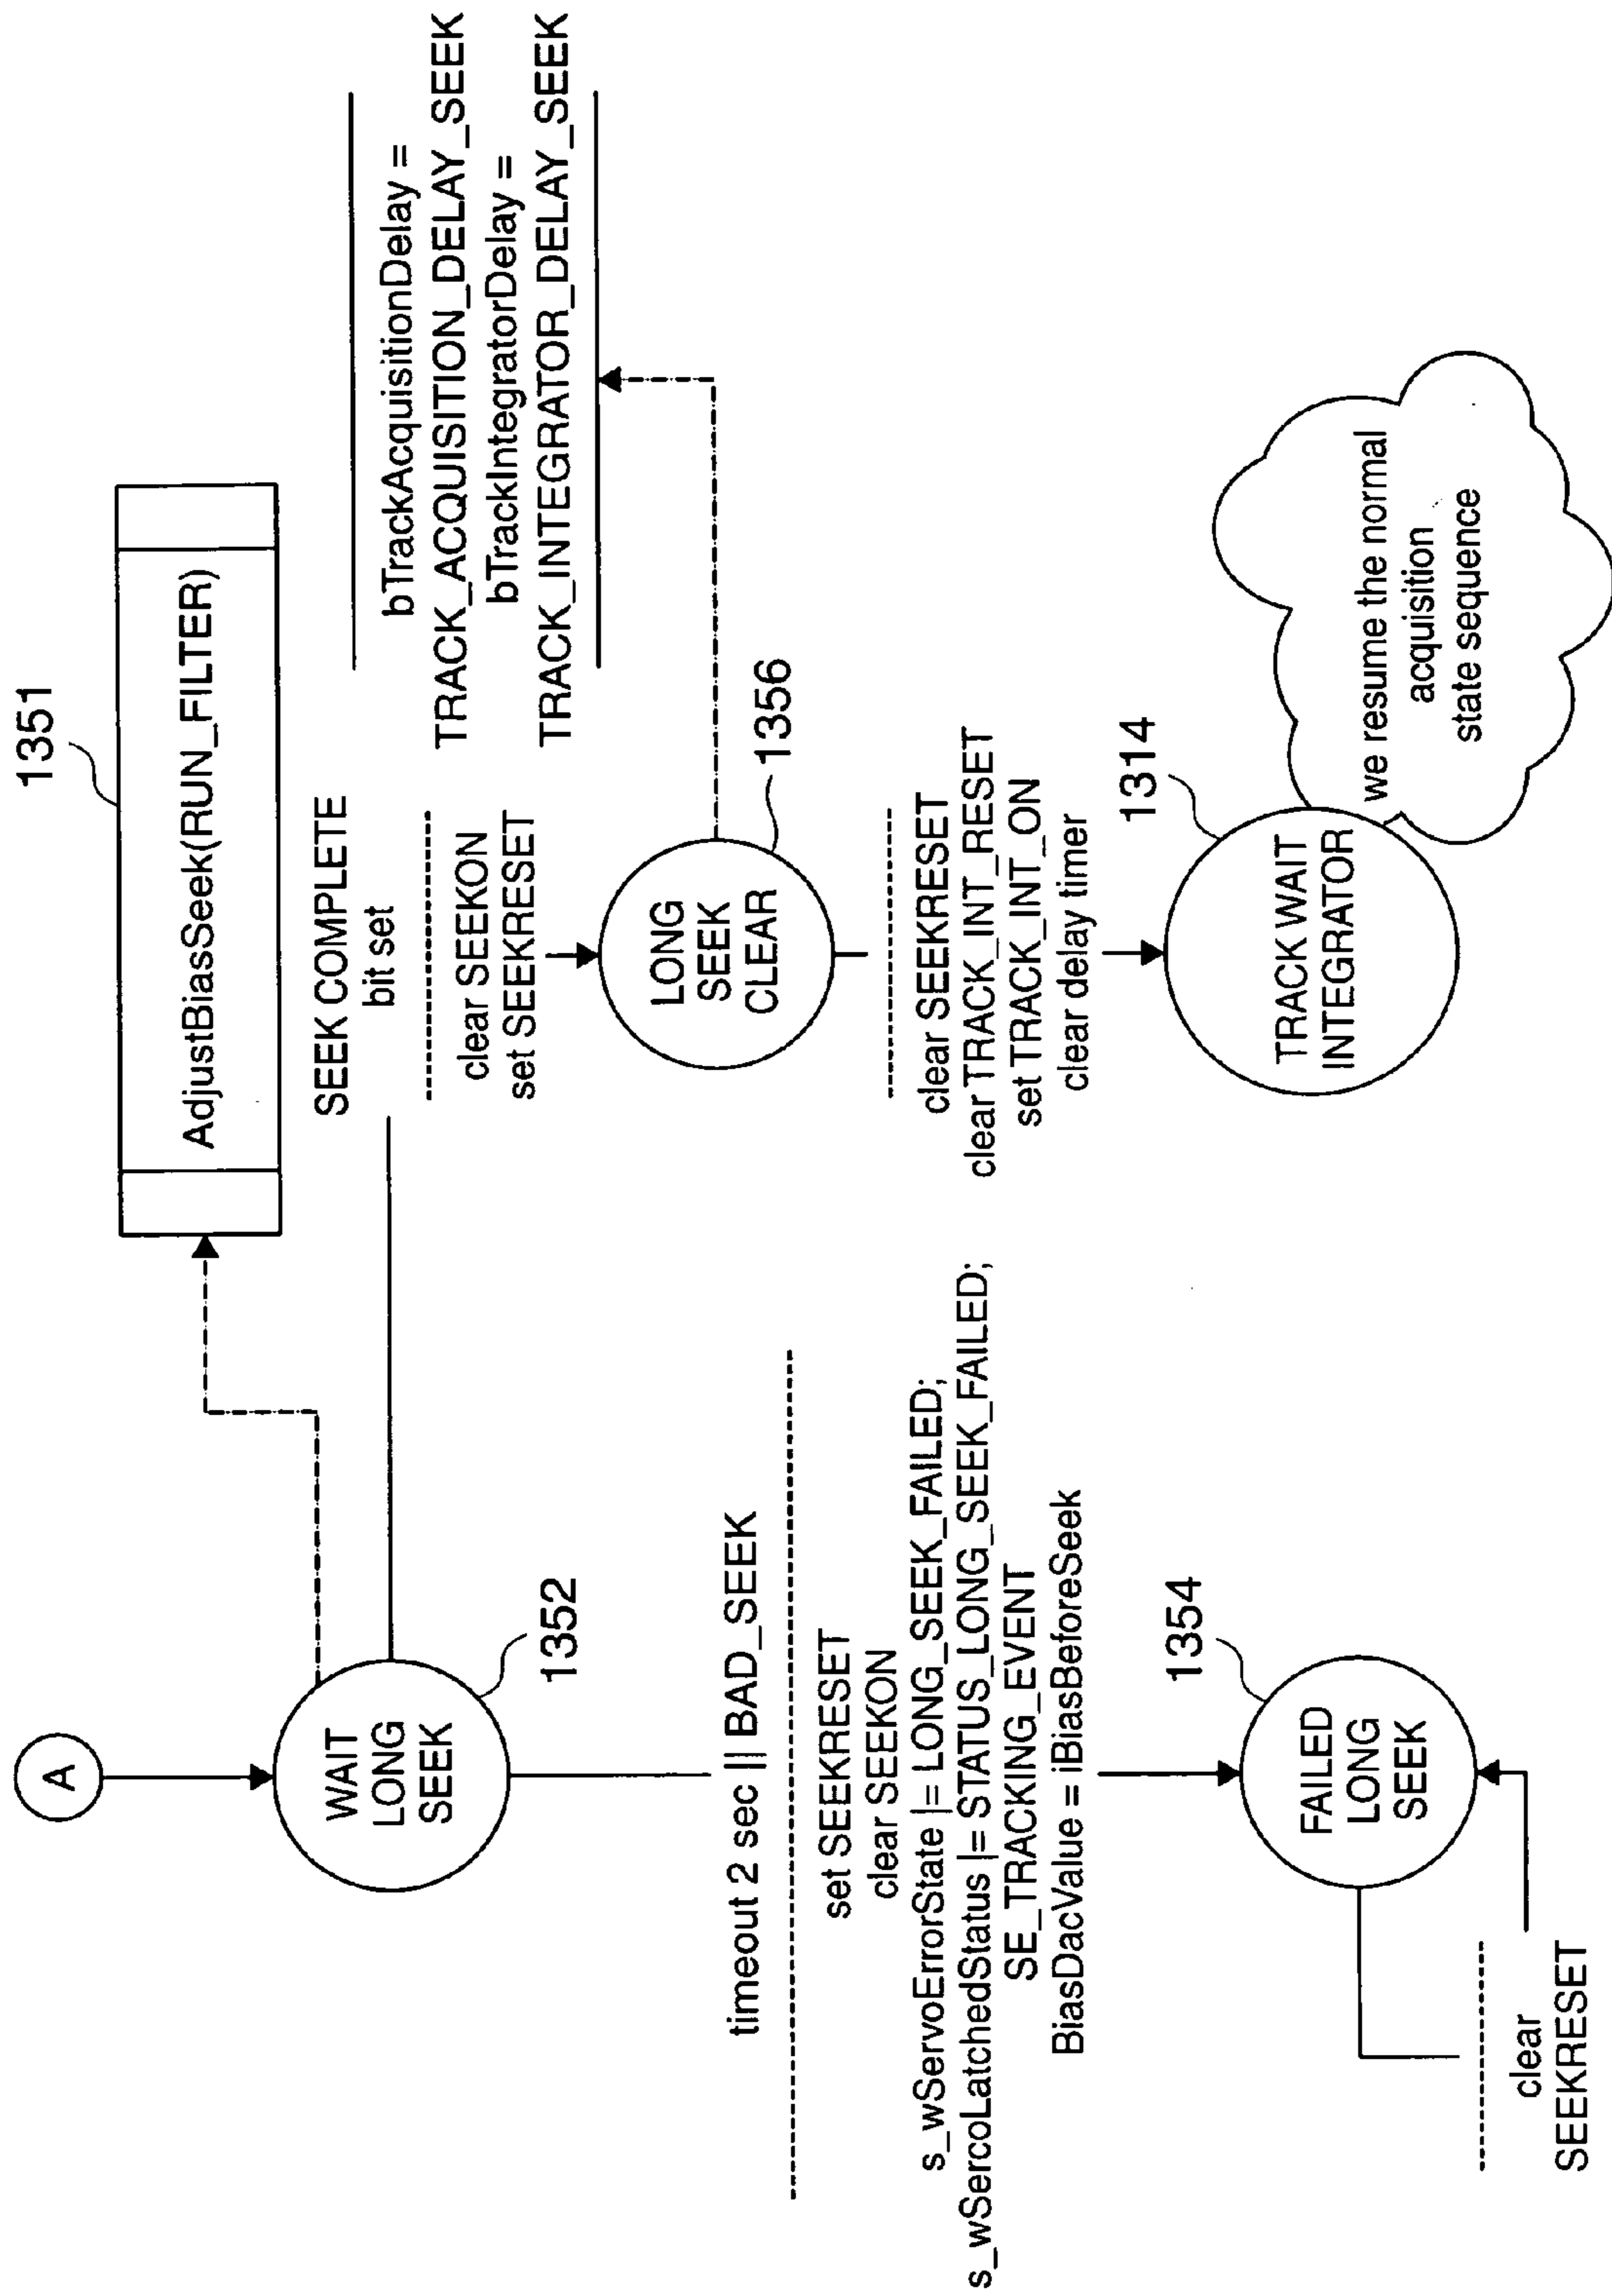 A
WAIT
LONG
SEEK
1352
1351
AdjustBiasSeek(RUN_FILTER)
SEEK COMPLETE
bit set
clear SEEKON
set SEEKRESET
bTrackAcquisitionDelay =
TRACK_ACQUISITION_DELAY_SEEK
bTrackIntegratorDelay =
TRACK_INTEGRATOR_DELAY_SEEK
LONG
SEEK
CLEAR
1356
clear SEEKRESET
clear TRACK_INT_RESET
set TRACK_INT_ON
clear delay timer
1314
TRACK WAIT
INTEGRATOR
we resume the normal
acquisition
state sequence
timeout 2 sec || BAD_SEEK
set SEEKRESET
clear SEEKON
s_wServoErrorState |= LONG_SEEK_FAILED;
s_wSercoLatchedStatus |= STATUS_LONG_SEEK_FAILED;
SE_TRACKING_EVENT
BiasDacValue = iBiasBeforeSeek
1354
FAILED
LONG
SEEK
clear
SEEKRESET